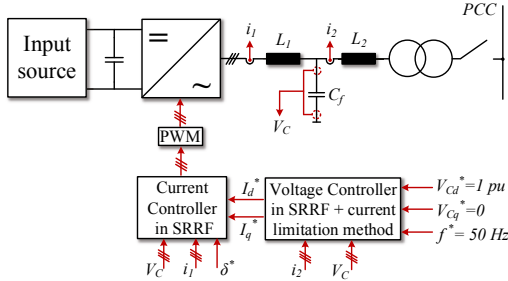 Input
source
=
~
i1
L1
i2
L2
PCC
Cf
VC
PWM
Current
Controller
in SRRF
Id*
Iq*
Voltage Controller
in SRRF + current
limitation method
VCd*=1 pu
VCq*=0
f*= 50 Hz
VC
i1
δ*
i2
VC